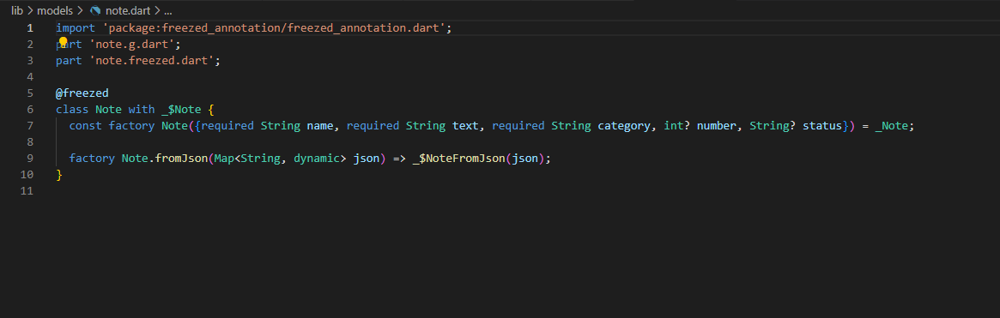 lib > models > note.dart > ...
1 import 'package:freezed_annotation/freezed_annotation.dart';
2 part 'note.g.dart';
3 part 'note.freezed.dart';
4
5 @freezed
6 class Note with _$Note {
7 const factory Note({required String name, required String text, required String category, int? number, String? status}) = _Note;
8
9 factory Note.fromJson(Map<String, dynamic> json) => _$NoteFromJson(json);
10 }
11